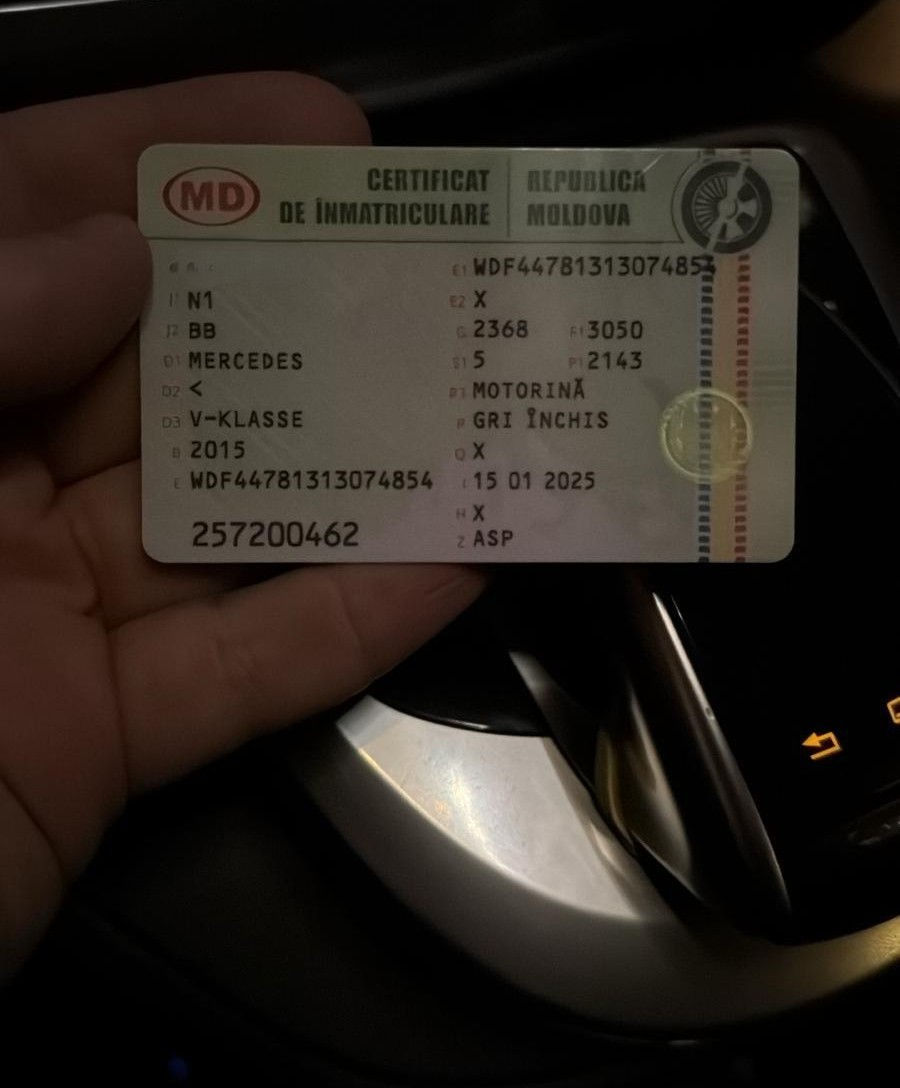 MD
CERTIFICAT DE ÎNMATRICULARE
REPUBLICA MOLDOVA
E1 WDF44781313074854
N1
E2 X
J2 BB
G 2368 F1 3050
D1 MERCEDES
S1 5 P1 2143
D2 <
P3 MOTORINĂ
D3 V-KLASSE
R GRI ÎNCHIS
B 2015
Q X
E WDF44781313074854
I 15 01 2025
H X
257200462
Z ASP